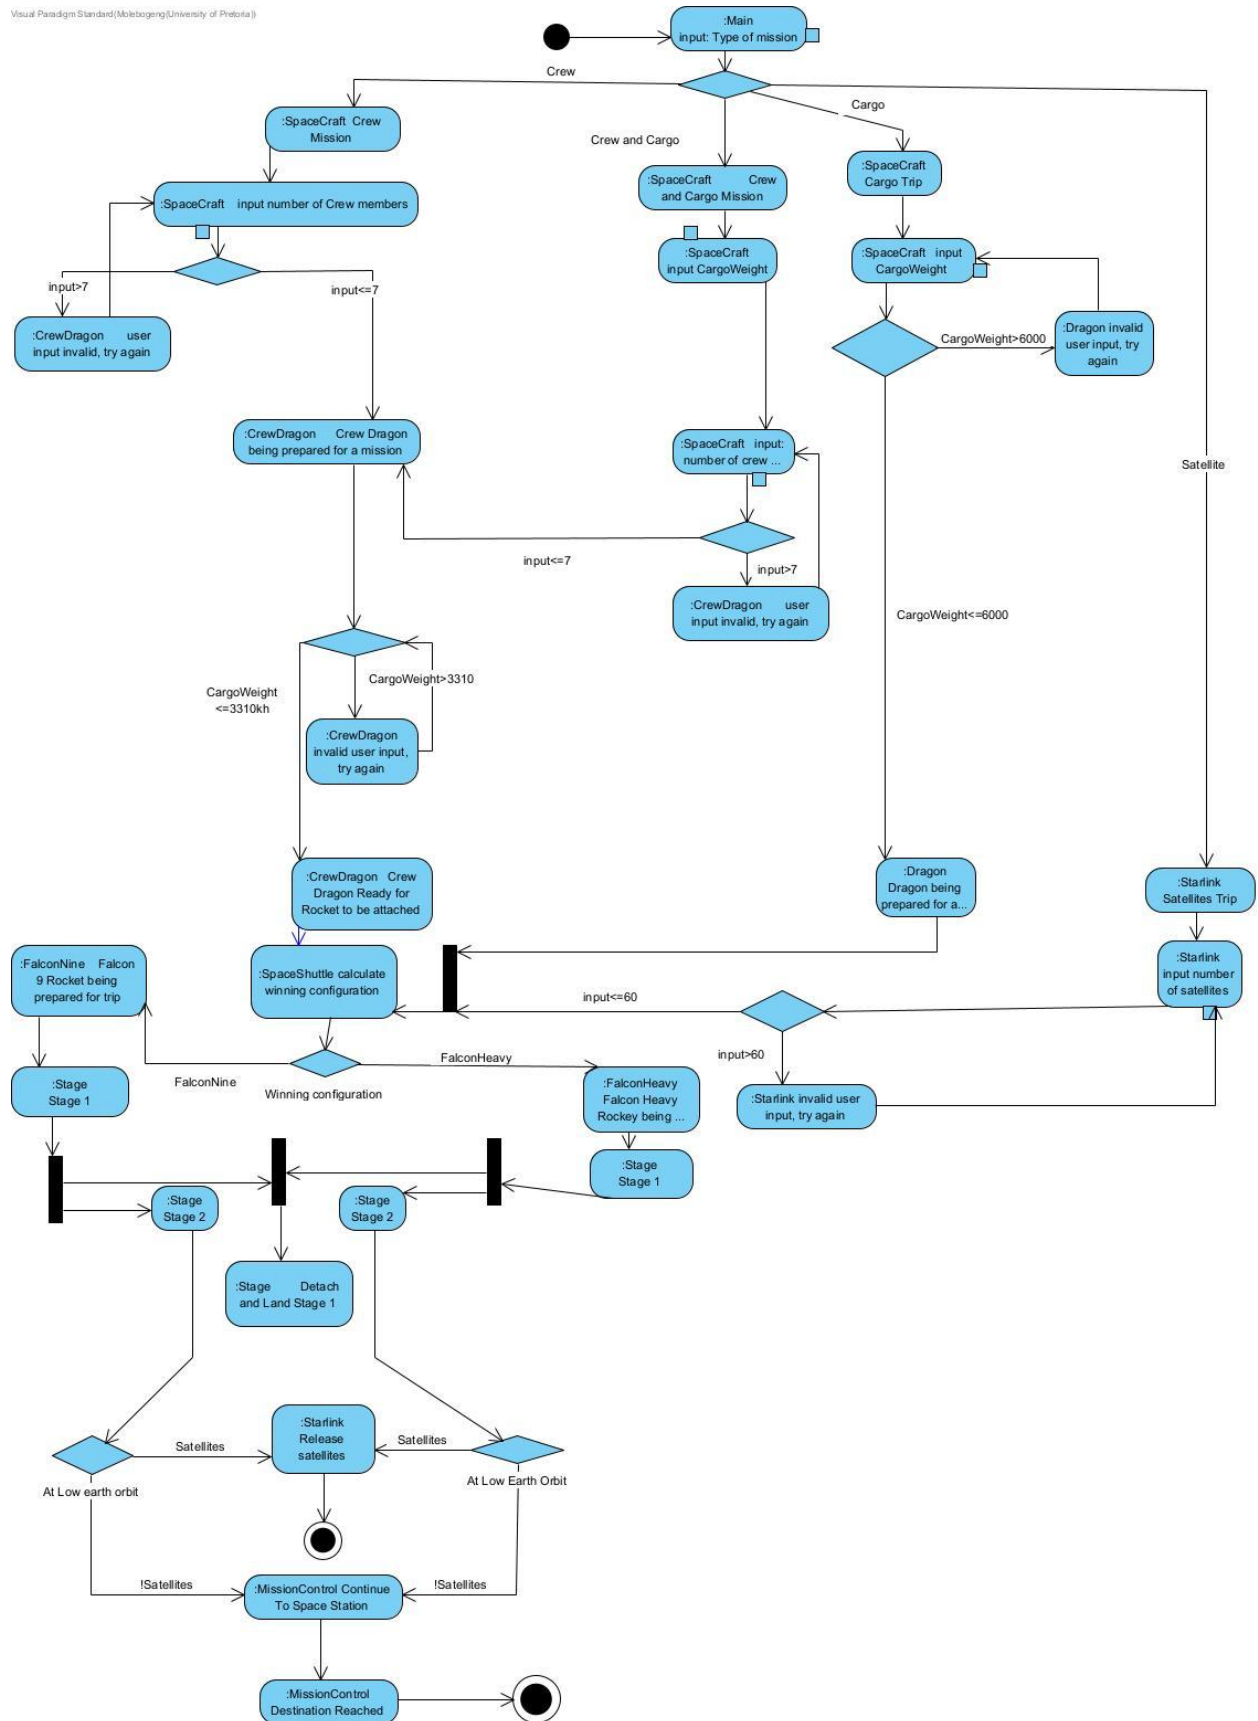 Visual Paradigm Standard(Molebogeng(University of Pretoria))
:Main
input: Type of mission
Crew
Cargo
:SpaceCraft Crew
Mission
Crew and Cargo
:SpaceCraft Crew
and Cargo Mission
:SpaceCraft
Cargo Trip
:SpaceCraft input number of Crew members
:SpaceCraft
input CargoWeight
:SpaceCraft input
CargoWeight
input>7
input<=7
:CrewDragon user
input invalid, try again
CargoWeight>6000
:Dragon invalid
user input, try
again
:CrewDragon Crew Dragon
being prepared for a mission
:SpaceCraft input:
number of crew ...
Satellite
input<=7
input>7
:CrewDragon user
input invalid, try again
CargoWeight<=6000
CargoWeight>3310
CargoWeight
<=3310kh
:CrewDragon
invalid user input,
try again
:CrewDragon Crew
Dragon Ready for
Rocket to be attached
:Dragon
Dragon being
prepared for a...
:Starlink
Satellites Trip
:FalconNine Falcon
9 Rocket being
prepared for trip
:SpaceShuttle calculate
winning configuration
input<=60
:Starlink
input number
of satellites
input>60
FalconNine
Winning configuration
FalconHeavy
:Stage
Stage 1
:FalconHeavy
Falcon Heavy
Rockey being ...
:Starlink invalid user
input, try again
:Stage
Stage 1
:Stage
Stage 2
:Stage
Stage 2
:Stage Detach
and Land Stage 1
:Starlink
Release
satellites
Satellites
Satellites
At Low earth orbit
At Low Earth Orbit
!Satellites
:MissionControl Continue
To Space Station
!Satellites
:MissionControl
Destination Reached